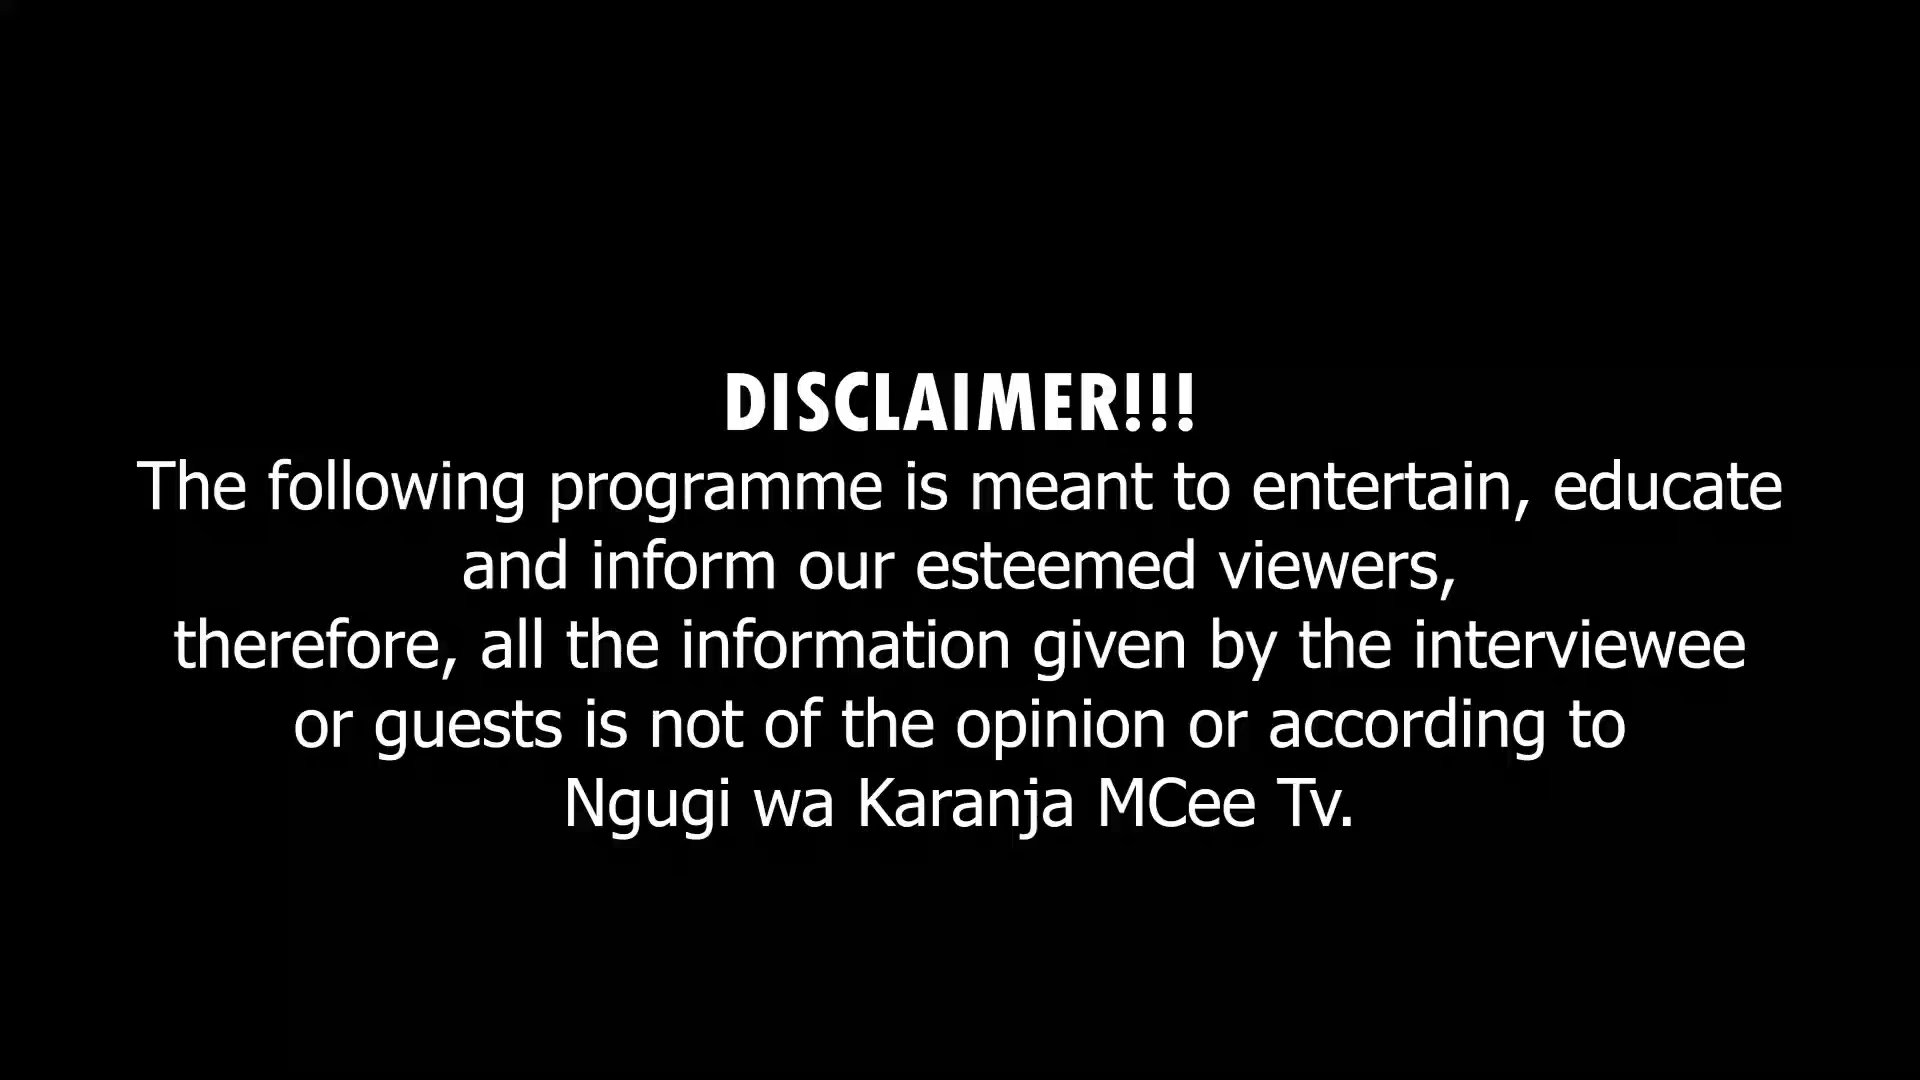 DISCLAIMER!!!
The following programme is meant to entertain, educate
and inform our esteemed viewers,
therefore, all the information given by the interviewee
or guests is not of the opinion or according to
Ngugi wa Karanja MCee Tv.